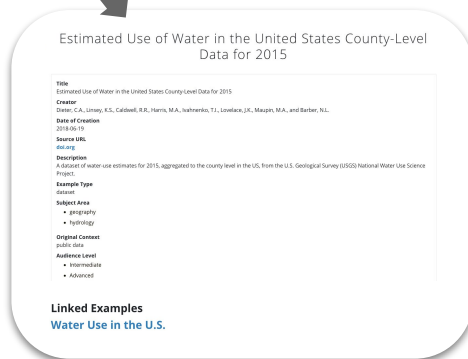 Estimated Use of Water in the United States County-Level
Data for 2015
Title
Estimated Use of Water in the United States County-Level Data for 2015
Creator
Dieter, C.A., Linsey, K.S., Caldwell, R.R., Harris, M.A., Ivahnenko, T.I., Lovelace, J.K., Maupin, M.A., and Barber, N.L.
Date of Creation
2018-06-19
Source URL
doi.org
Description
A dataset of water-use estimates for 2015, aggregated to the county level in the US, from the U.S. Geological Survey (USGS) National Water Use Science
Project.
Example Type
dataset
Subject Area
• geography
• hydrology
Original Context
public data
Audience Level
• Intermediate
• Advanced
Linked Examples
Water Use in the U.S.